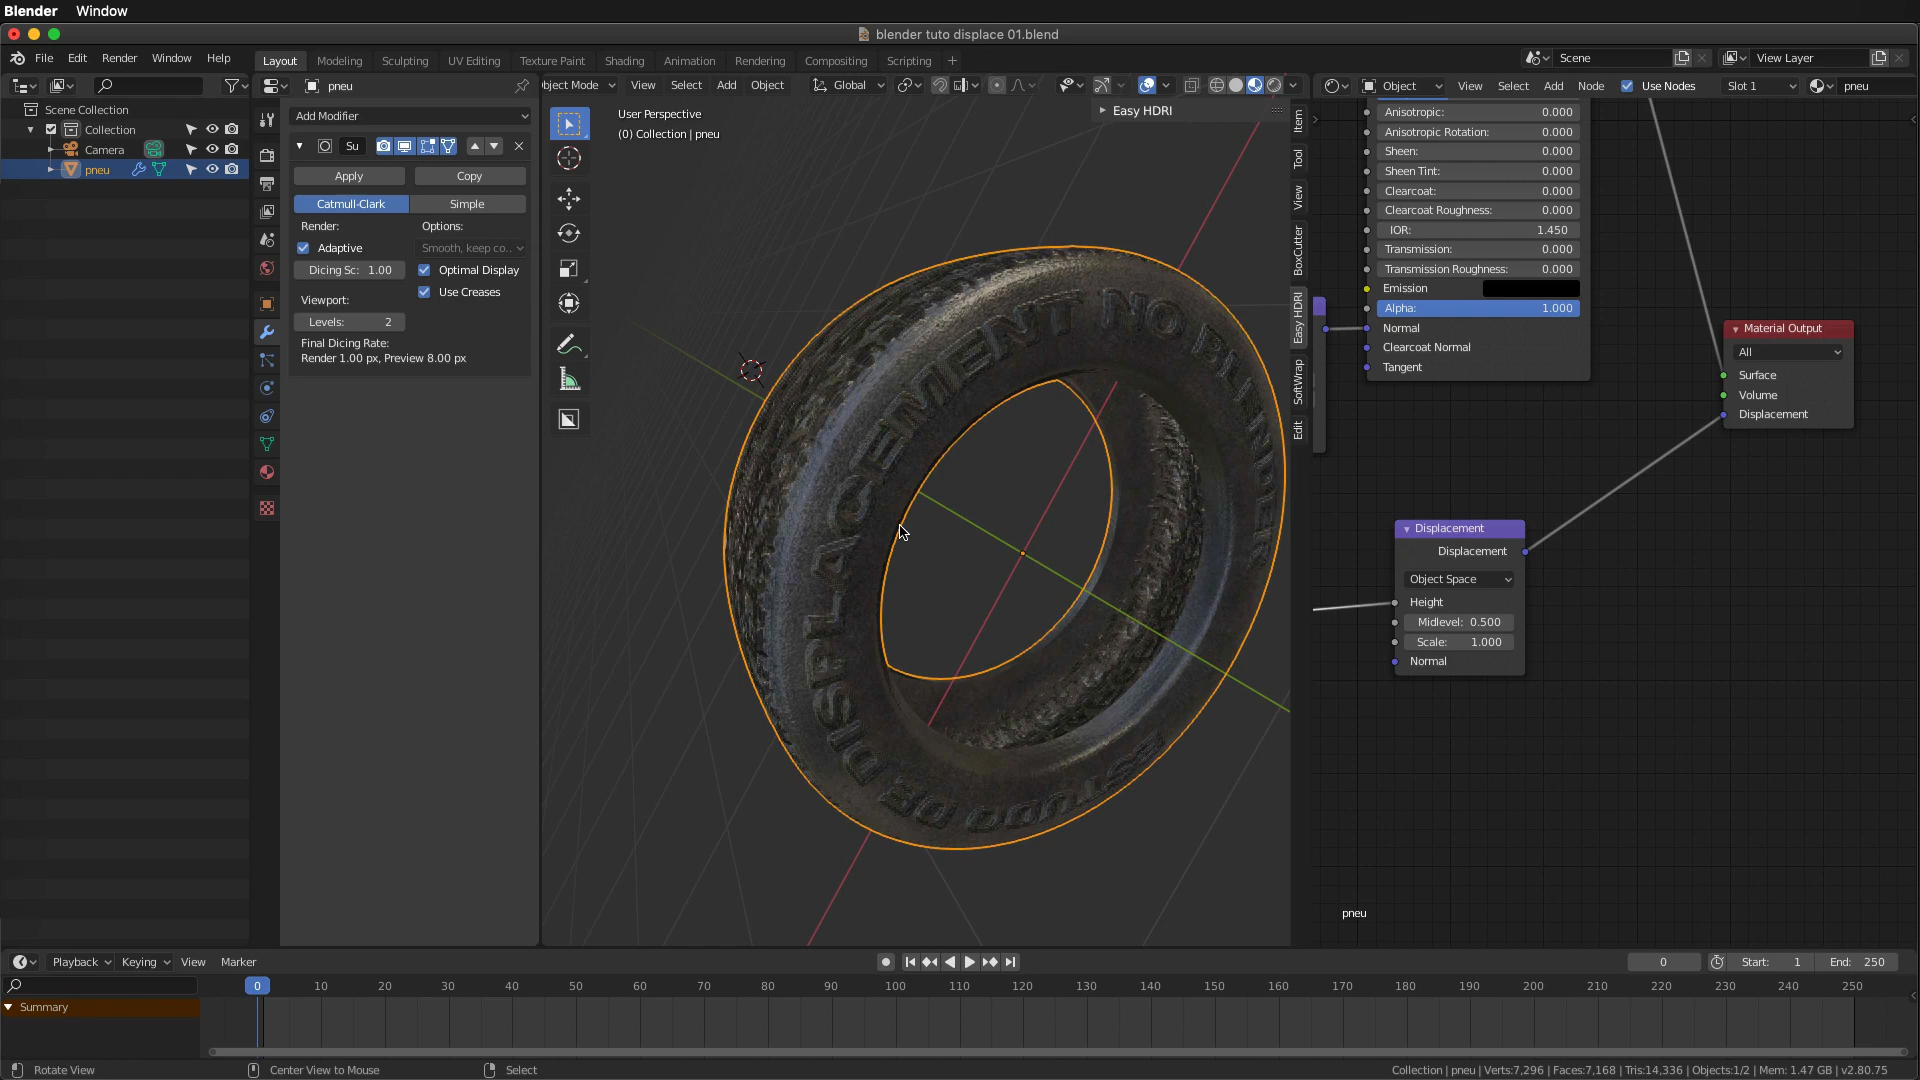 Blender Window
blender tuto displace 01.blend
File Edit Render Window Help
Layout Modeling Sculpting UV Editing Texture Paint Shading Animation Rendering Compositing Scripting
Scene
View Layer
pneu
bject Mode View Select Add Object Global
Object View Select Add Node Use Nodes Slot 1 pneu
Scene Collection
Collection
Camera
pneu
Add Modifier
Su
Apply Copy
Catmull-Clark Simple
Render: Options:
Adaptive Smooth, keep co..
Dicing Sc: 1.00 Optimal Display
Use Creases
Viewport:
Levels: 2
Final Dicing Rate:
Render 1.00 px, Preview 8.00 px
User Perspective
(0) Collection | pneu
Easy HDRI
Item
Tool
View
BoxCutter
Easy HDRI
SoftWrap
Edit
DISPLACEMENT NO BLENDER
Anisotropic: 0.000
Anisotropic Rotation: 0.000
Sheen: 0.000
Sheen Tint: 0.000
Clearcoat: 0.000
Clearcoat Roughness: 0.000
IOR: 1.450
Transmission: 0.000
Transmission Roughness: 0.000
Emission
Alpha: 1.000
Normal
Clearcoat Normal
Tangent
Material Output
All
Surface
Volume
Displacement
Displacement
Displacement
Object Space
Height
Midlevel: 0.500
Scale: 1.000
Normal
pneu
Playback Keying View Marker
0 Start: 1 End: 250
0 10 20 30 40 50 60 70 80 90 100 110 120 130 140 150 160 170 180 190 200 210 220 230 240 250
Summary
Rotate View Center View to Mouse Select
Collection | pneu | Verts:7,296 | Faces:7,168 | Tris:14,336 | Objects:1/2 | Mem: 1.47 GB | v2.80.75